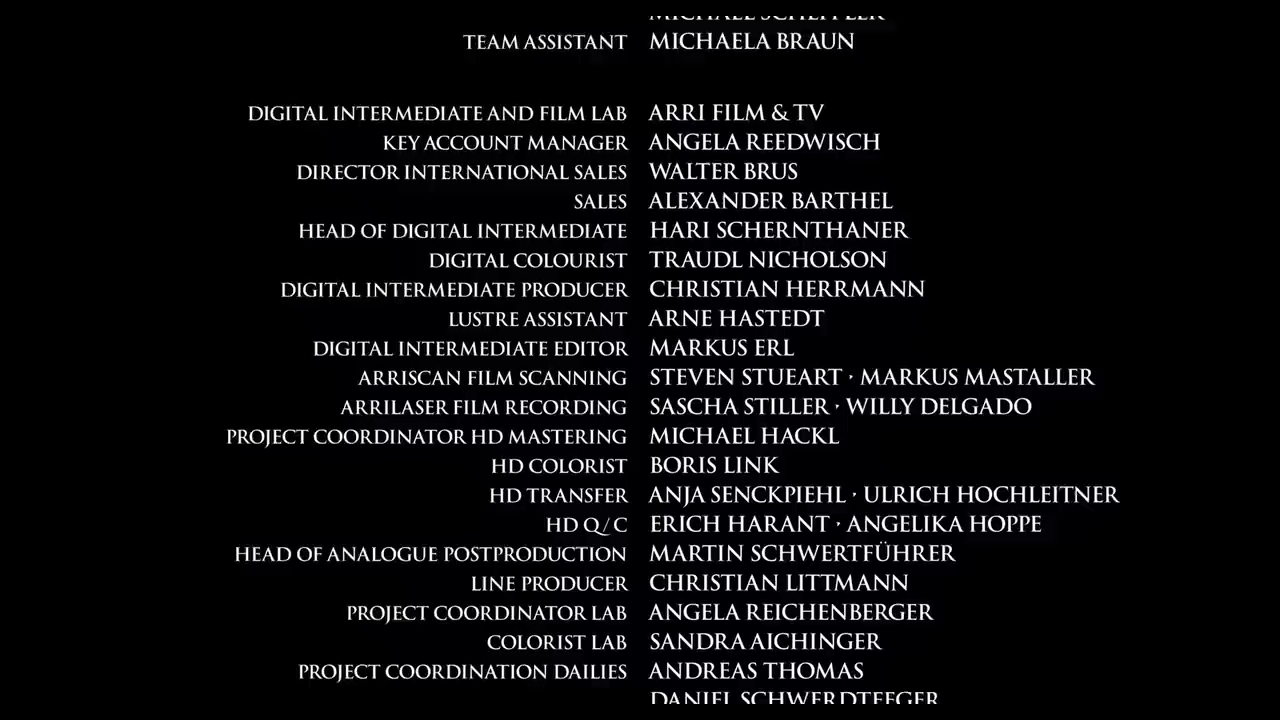 TEAM ASSISTANT MICHAELA BRAUN
DIGITAL INTERMEDIATE AND FILM LAB ARRI FILM & TV
KEY ACCOUNT MANAGER ANGELA REEDWISCH
DIRECTOR INTERNATIONAL SALES WALTER BRUS
SALES ALEXANDER BARTHEL
HEAD OF DIGITAL INTERMEDIATE HARI SCHERNTHANER
DIGITAL COLOURIST TRAUDL NICHOLSON
DIGITAL INTERMEDIATE PRODUCER CHRISTIAN HERRMANN
LUSTRE ASSISTANT ARNE HASTEDT
DIGITAL INTERMEDIATE EDITOR MARKUS ERL
ARRISCAN FILM SCANNING STEVEN STUEART · MARKUS MASTALLER
ARRILASER FILM RECORDING SASCHA STILLER · WILLY DELGADO
PROJECT COORDINATOR HD MASTERING MICHAEL HACKL
HD COLORIST BORIS LINK
HD TRANSFER ANJA SENCKPIEHL · ULRICH HOCHLEITNER
HD Q / C ERICH HARANT · ANGELIKA HOPPE
HEAD OF ANALOGUE POSTPRODUCTION MARTIN SCHWERTFÜHRER
LINE PRODUCER CHRISTIAN LITTMANN
PROJECT COORDINATOR LAB ANGELA REICHENBERGER
COLORIST LAB SANDRA AICHINGER
PROJECT COORDINATION DAILIES ANDREAS THOMAS
DANIEL